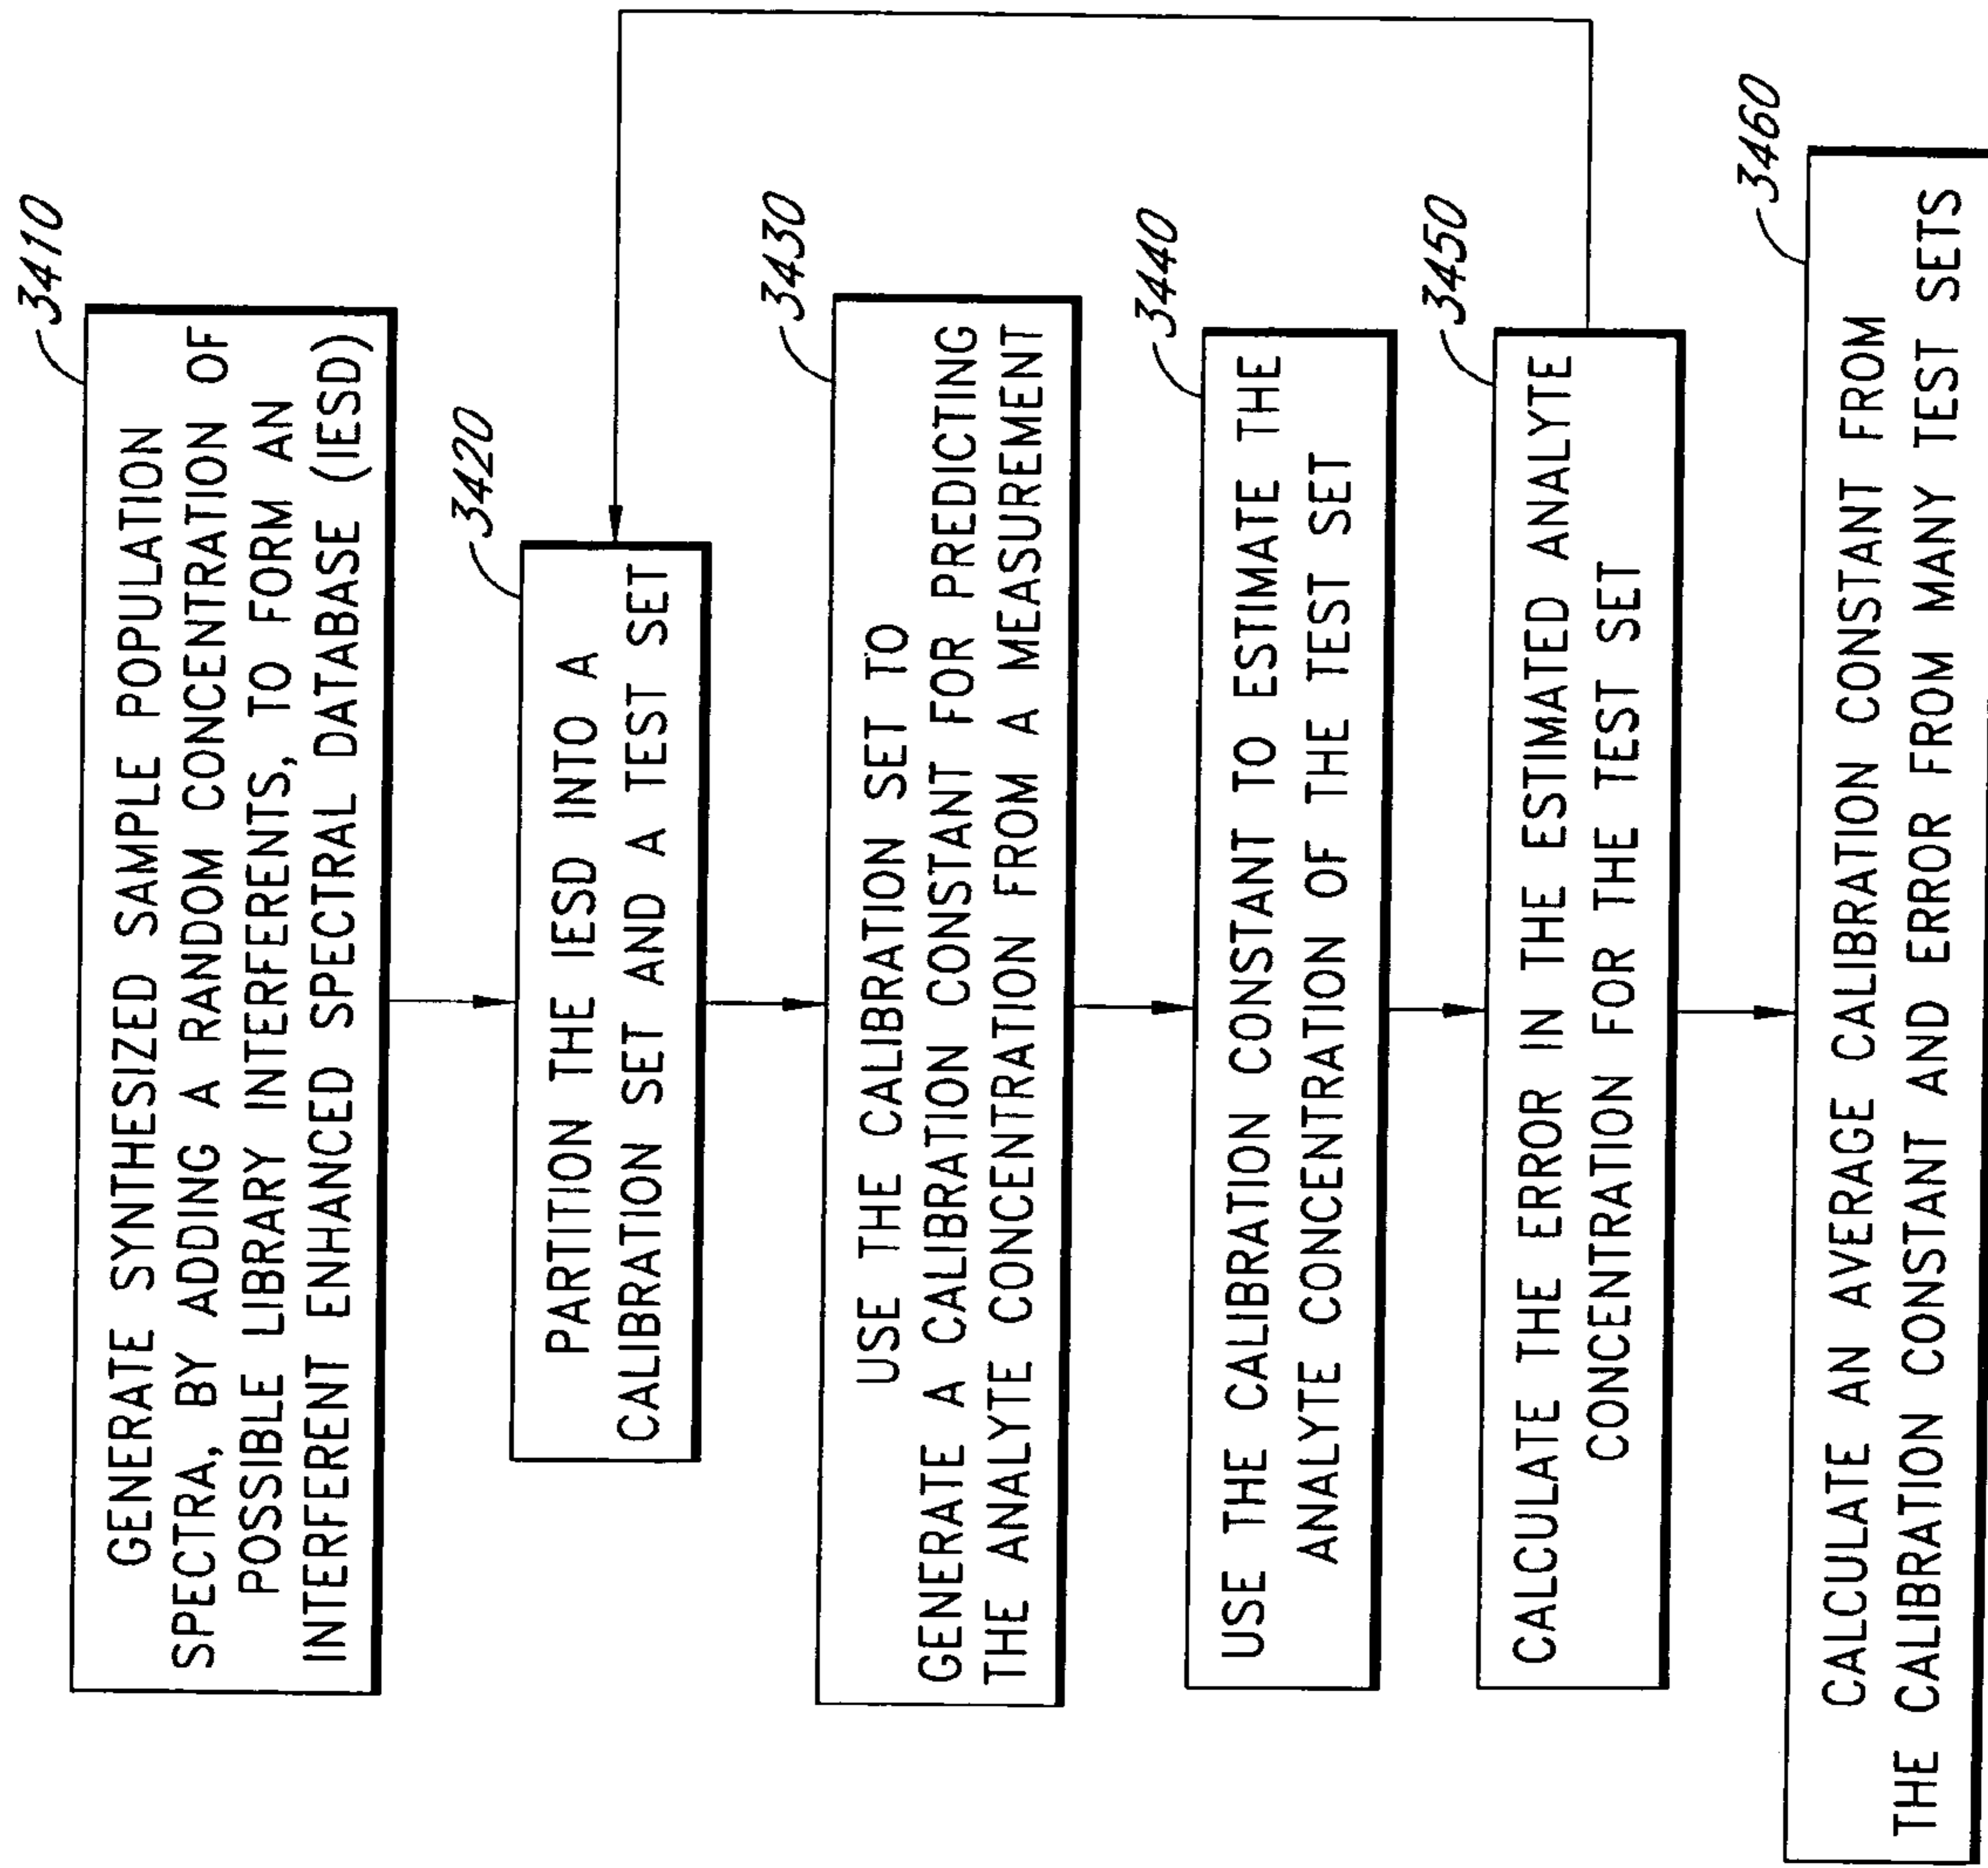 3410
GENERATE SYNTHESIZED SAMPLE POPULATION
SPECTRA, BY ADDING A RANDOM CONCENTRATION OF
POSSIBLE LIBRARY INTERFERENTS, TO FORM AN
INTERFERENT ENHANCED SPECTRAL DATABASE (IESD)
3420
PARTITION THE IESD INTO A
CALIBRATION SET AND A TEST SET
3430
USE THE CALIBRATION SET TO
GENERATE A CALIBRATION CONSTANT FOR PREDICTING
THE ANALYTE CONCENTRATION FROM A MEASUREMENT
3440
USE THE CALIBRATION CONSTANT TO ESTIMATE THE
ANALYTE CONCENTRATION OF THE TEST SET
3450
CALCULATE THE ERROR IN THE ESTIMATED ANALYTE
CONCENTRATION FOR THE TEST SET
3460
CALCULATE AN AVERAGE CALIBRATION CONSTANT FROM
THE CALIBRATION CONSTANT AND ERROR FROM MANY TEST SETS